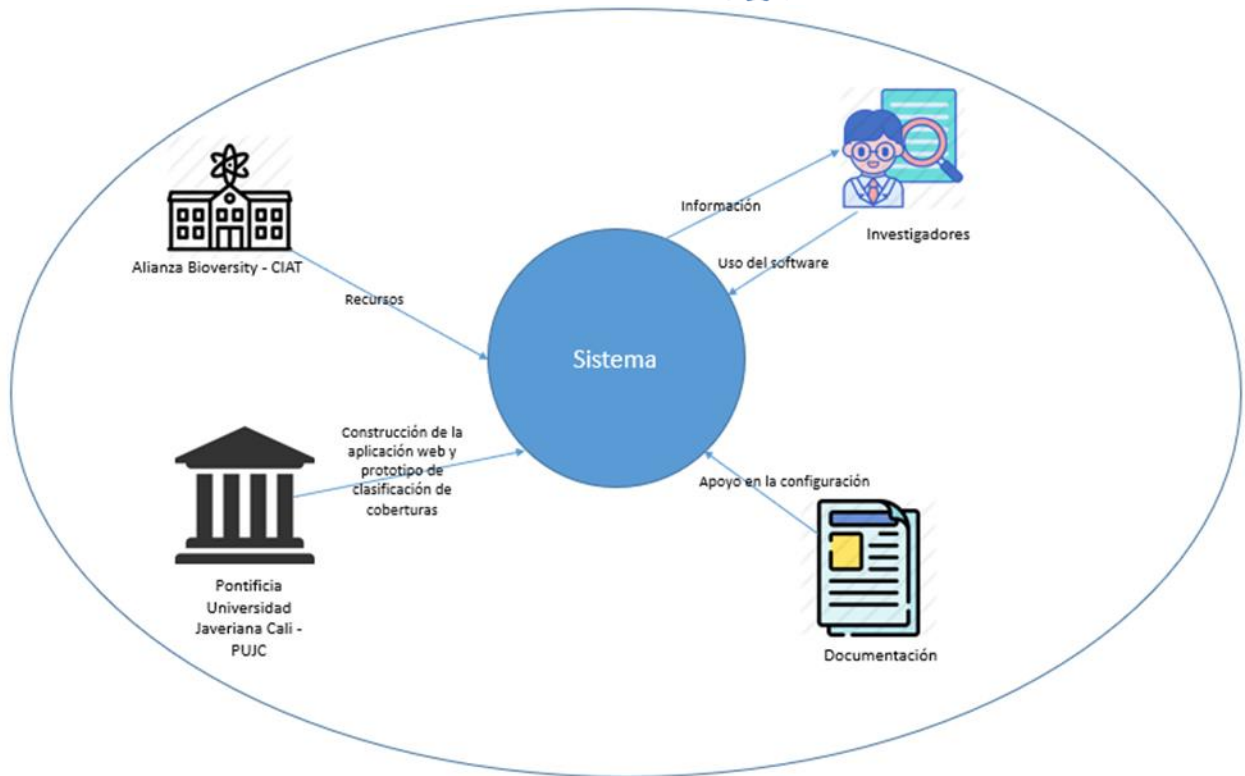 Información
Investigadores
Uso del software
Alianza Bioversity - CIAT
Recursos
Sistema
Construcción de la
aplicación web y
prototipo de
clasificación de
coberturas
Apoyo en la configuración
Pontificia
Universidad
Javeriana Cali -
PUJC
Documentación